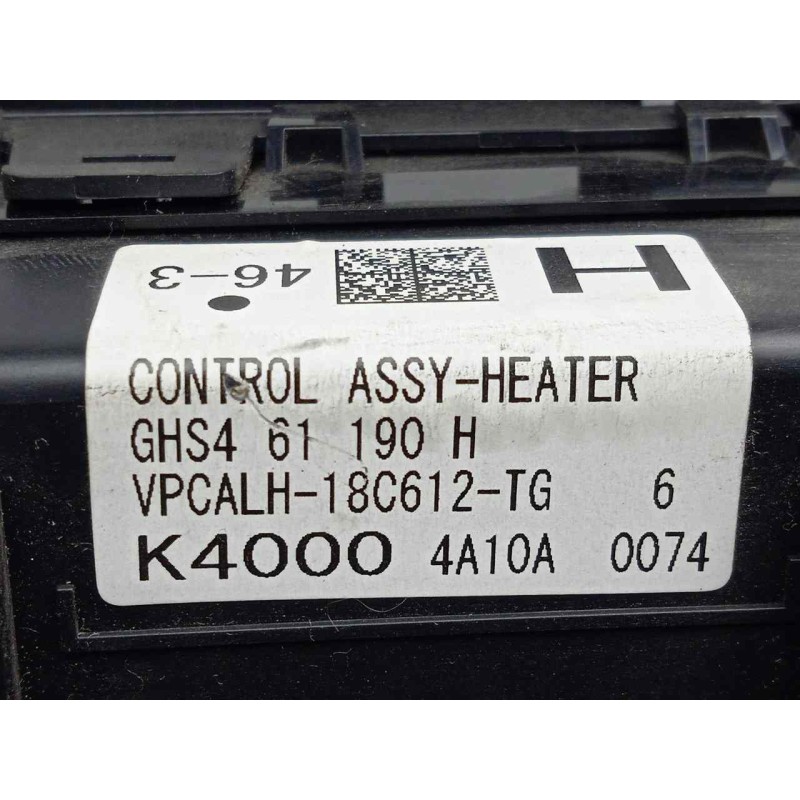 46-3 H
CONTROL ASSY-HEATER
GHS4 61 190 H
VPCALH-18C612-TG 6
K4000 4A10A 0074